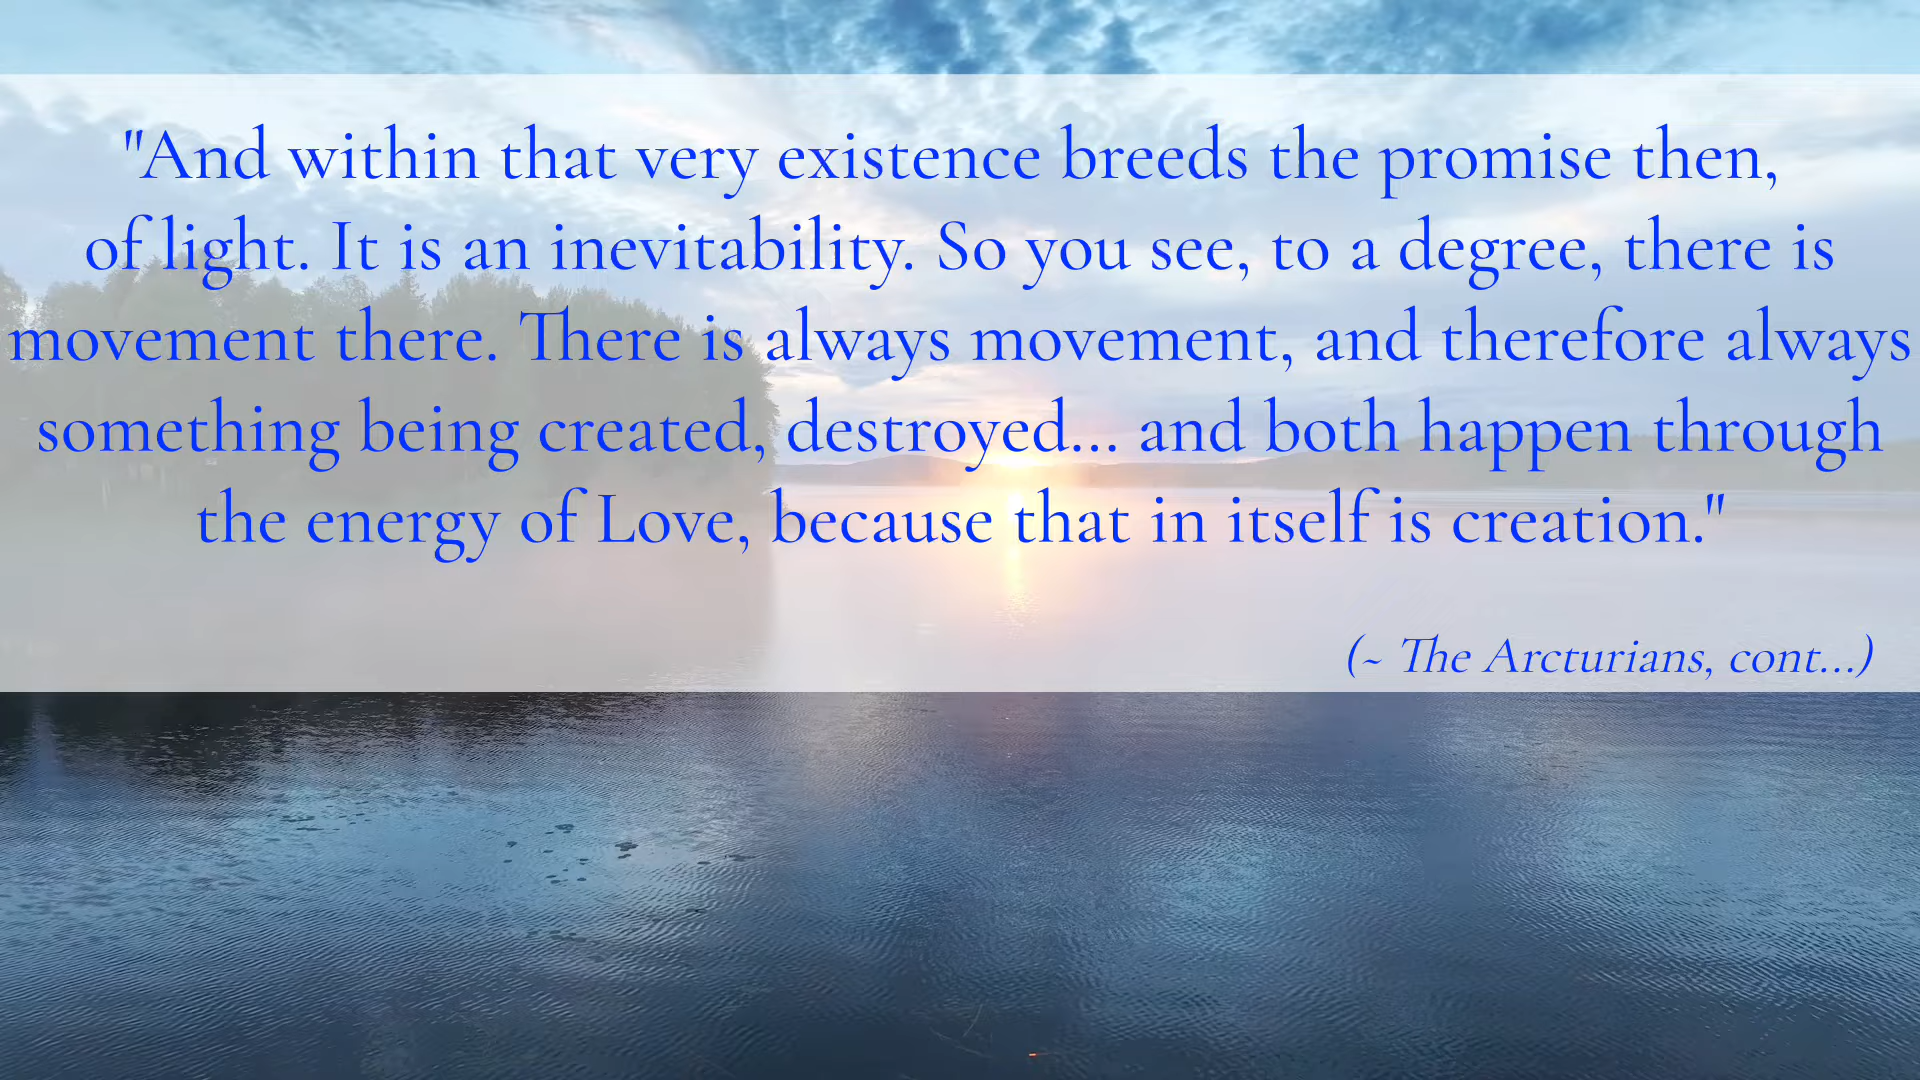 "And within that very existence breeds the promise then,
of light. It is an inevitability. So you see, to a degree, there is
movement there. There is always movement, and therefore always
something being created, destroyed... and both happen through
the energy of Love, because that in itself is creation."
(~ The Arcturians, cont...)